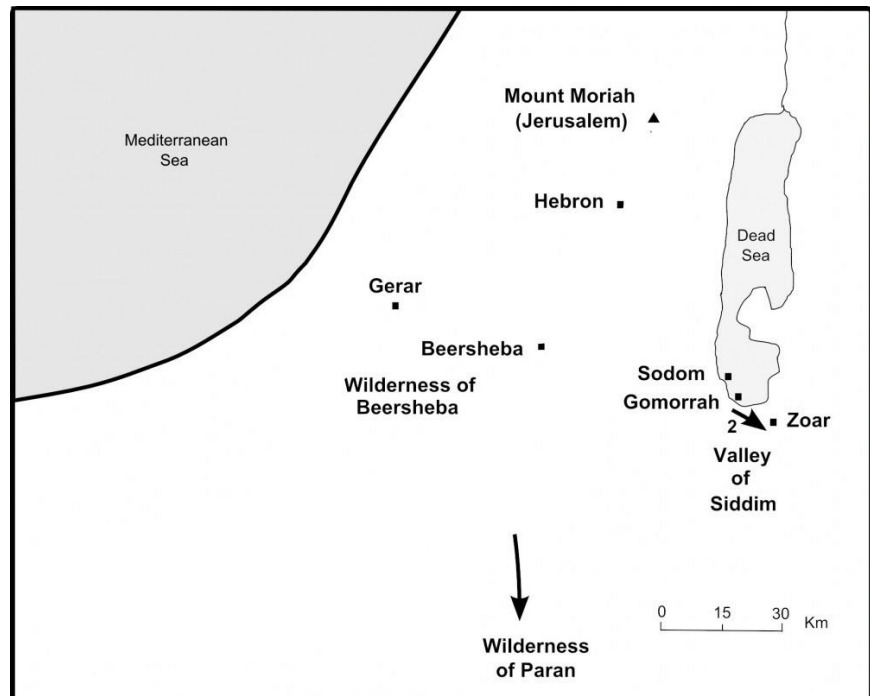 Mount Moriah
(Jerusalem)
Mediterranean
Sea
Hebron
Dead
Sea
Gerar
Beersheba
Wilderness of
Beersheba
Sodom
Gomorrah
2
Zoar
Valley
of
Siddim
0 15 30 Km
Wilderness
of Paran